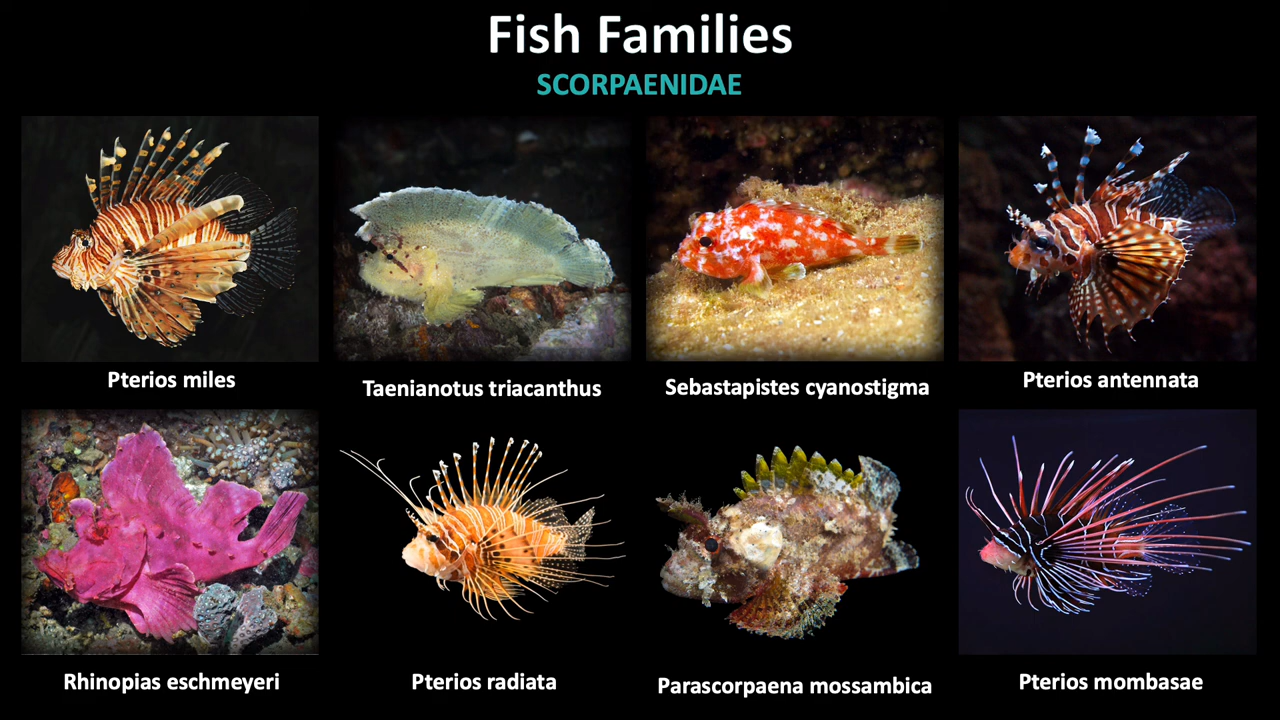 Fish Families
SCORPAENIDAE
Pterios miles
Taenianotus triacanthus
Sebastapistes cyanostigma
Pterios antennata
Rhinopias eschmeyeri
Pterios radiata
Parascorpaena mossambica
Pterios mombasae